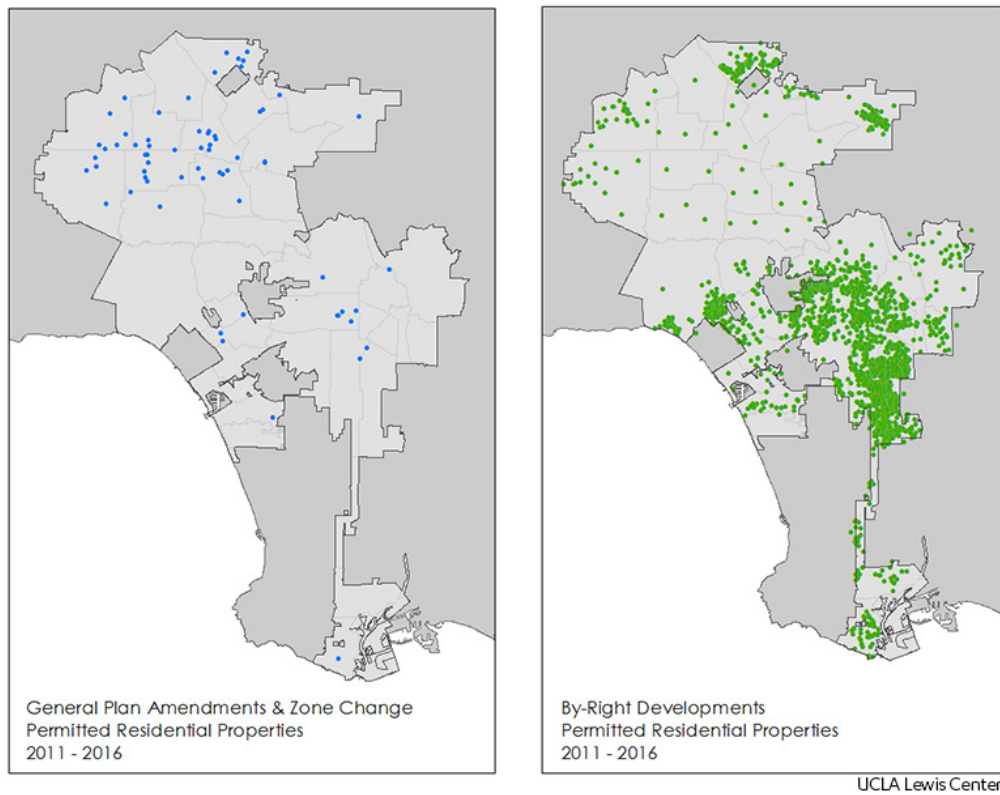 General Plan Amendments & Zone Change
Permitted Residential Properties
2011 - 2016
By-Right Developments
Permitted Residential Properties
2011 - 2016
UCLA Lewis Center